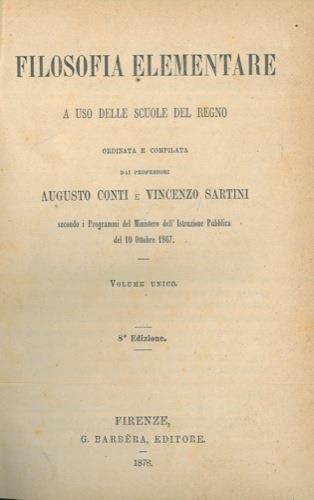 FILOSOFIA ELEMENTARE
A USO DELLE SCUOLE DEL REGNO
ORDINATA E COMPILATA
DAI PROFESSORI
AUGUSTO CONTI E VINCENZO SARTINI
secondo i Programmi del Ministero dell' Istruzione Pubblica
del 10 Ottobre 1867.
VOLUME UNICO.
8ª Edizione.
FIRENZE,
G. BARBÈRA, EDITORE.
1878.